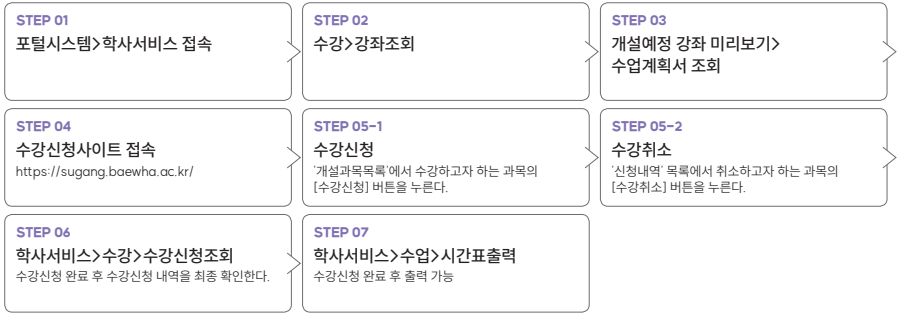 STEP 01
포털시스템>학사서비스 접속
STEP 02
수강>강좌조회
STEP 03
개설예정 강좌 미리보기>
수업계획서 조회
STEP 04
수강신청사이트 접속
https://sugang.baewha.ac.kr/
STEP 05-1
수강신청
'개설과목목록'에서 수강하고자 하는 과목의
[수강신청] 버튼을 누른다.
STEP 05-2
수강취소
'신청내역' 목록에서 취소하고자 하는 과목의
[수강취소] 버튼을 누른다.
STEP 06
학사서비스>수강>수강신청조회
수강신청 완료 후 수강신청 내역을 최종 확인한다.
STEP 07
학사서비스>수업>시간표출력
수강신청 완료 후 출력 가능